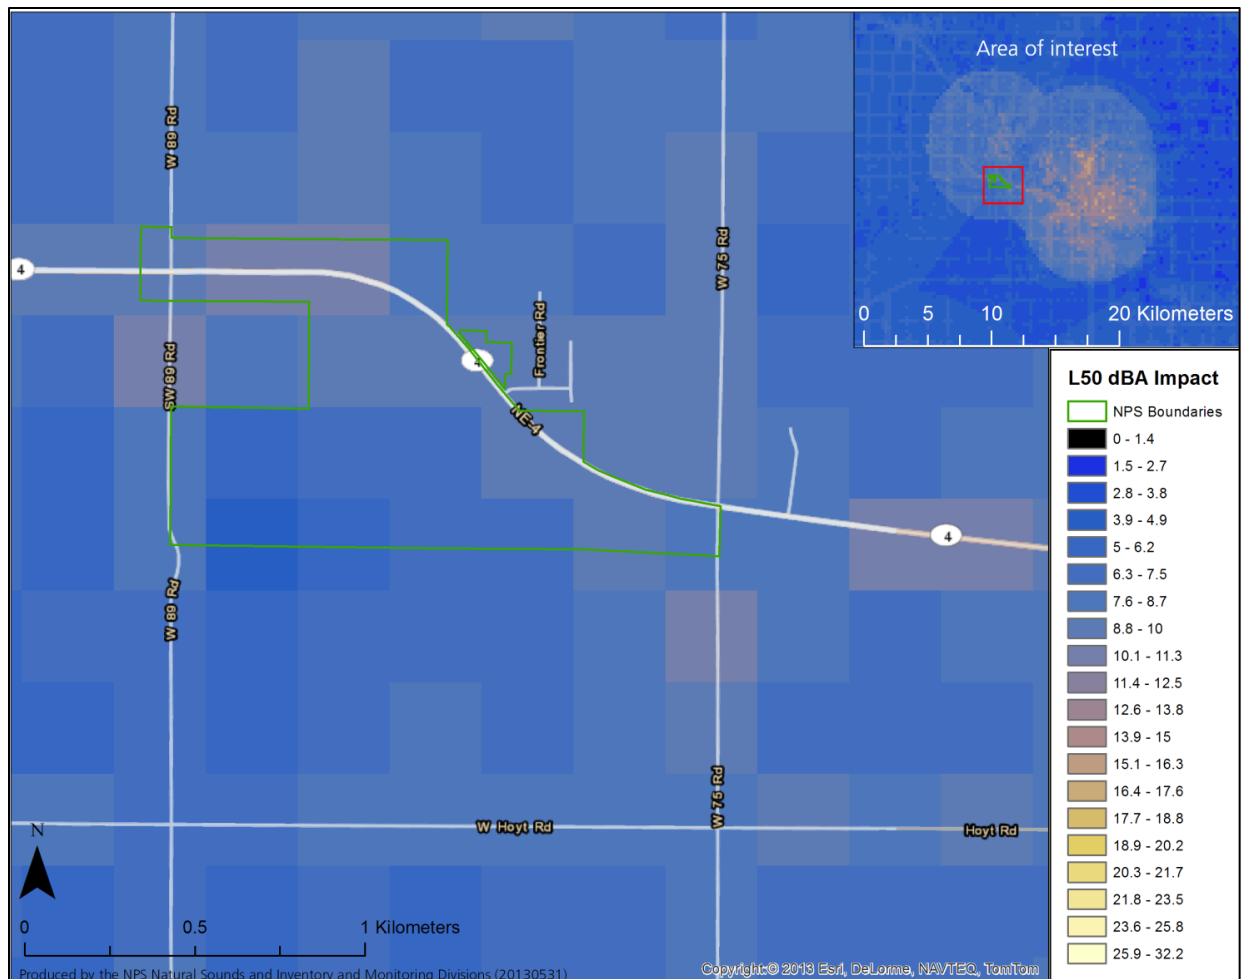 Area of interest
0 5 10 20 Kilometers
W 89 Rd
W 75 Rd
4
Frontier Rd
SW 89 Rd
4
NE-4
4
W 89 Rd
W 75 Rd
W Hoyt Rd
Hoyt Rd
N
0 0.5 1 Kilometers
Produced by the NPS Natural Sounds and Inventory and Monitoring Divisions (20130531)
Copyright:© 2013 Esri, DeLorme, NAVTEQ, TomTom
L50 dBA Impact
NPS Boundaries
0 - 1.4
1.5 - 2.7
2.8 - 3.8
3.9 - 4.9
5 - 6.2
6.3 - 7.5
7.6 - 8.7
8.8 - 10
10.1 - 11.3
11.4 - 12.5
12.6 - 13.8
13.9 - 15
15.1 - 16.3
16.4 - 17.6
17.7 - 18.8
18.9 - 20.2
20.3 - 21.7
21.8 - 23.5
23.6 - 25.8
25.9 - 32.2